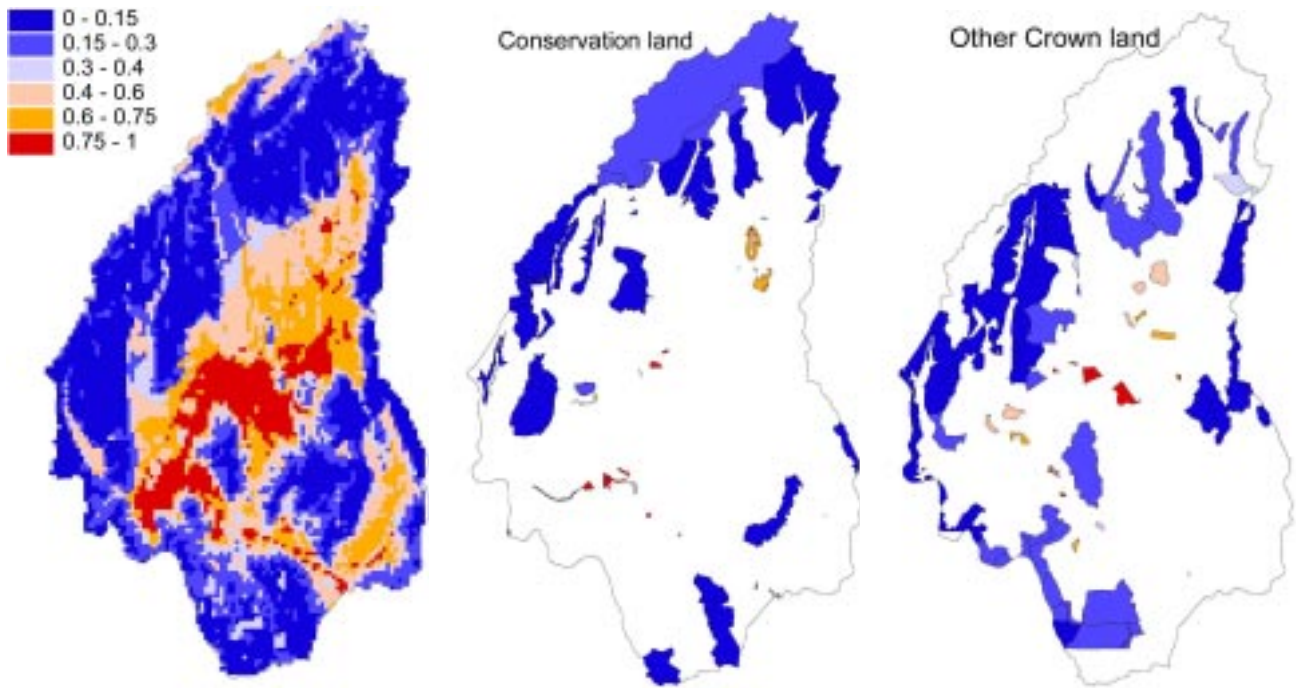 0 - 0.15
0.15 - 0.3
0.3 - 0.4
0.4 - 0.6
0.6 - 0.75
0.75 - 1
Conservation land
Other Crown land